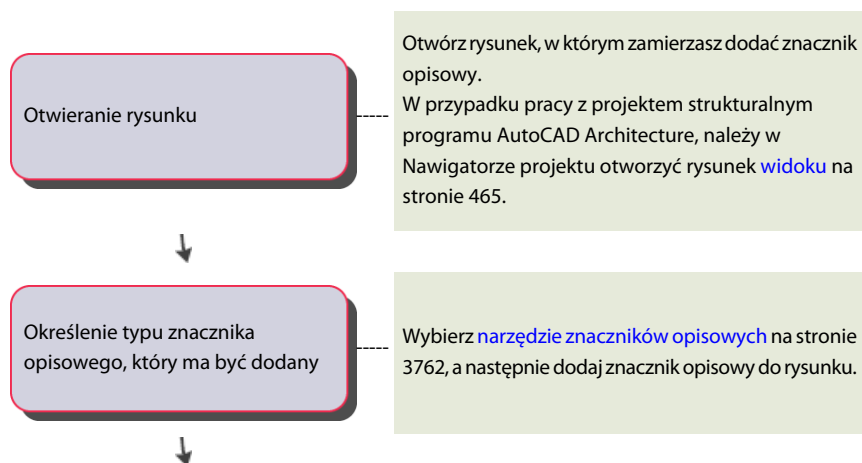 Otwieranie rysunku
Otwórz rysunek, w którym zamierzasz dodać znacznik
opisowy.
W przypadku pracy z projektem strukturalnym
programu AutoCAD Architecture, należy w
Nawigatorze projektu otworzyć rysunek widoku na
stronie 465.
Określenie typu znacznika
opisowego, który ma być dodany
Wybierz narzędzie znaczników opisowych na stronie
3762, a następnie dodaj znacznik opisowy do rysunku.